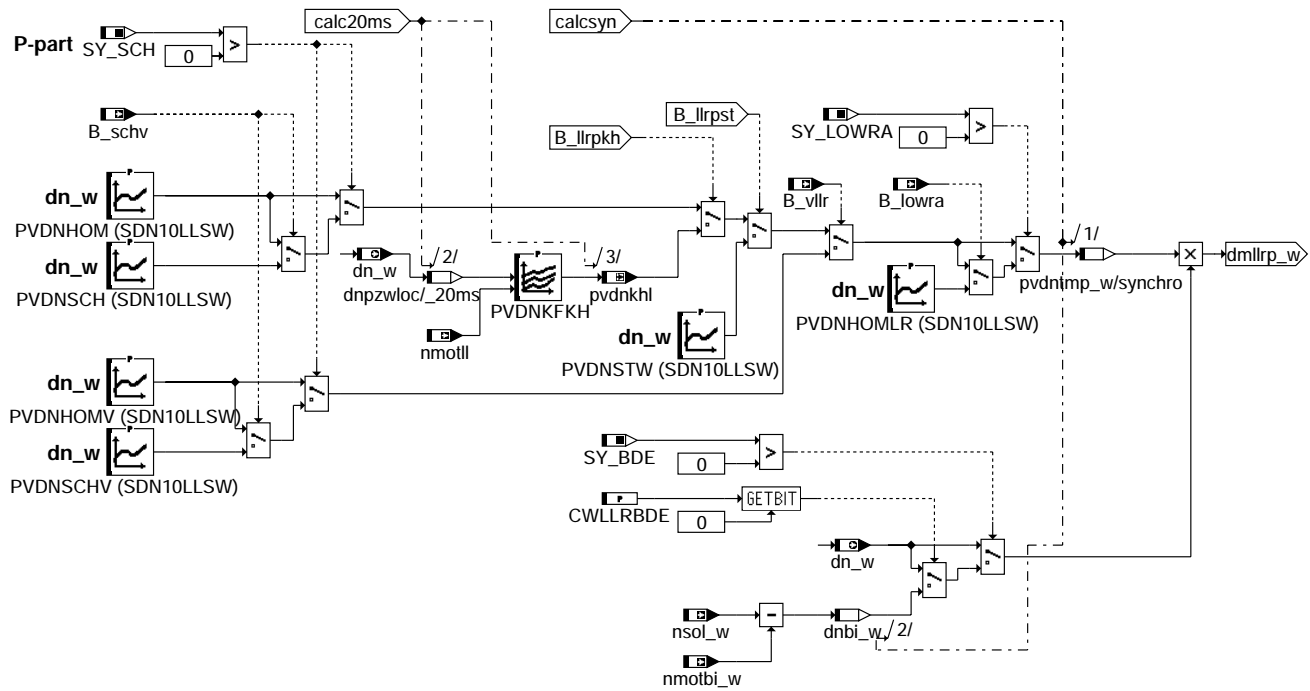 calc20ms
calcsyn
P-part
SY_SCH
>
0
B_schv
B_llrpst
B_llrpkh
SY_LOWRA
>
0
P
dn_w
PVDNHOM (SDN10LLSW)
P
dn_w
PVDNSCH (SDN10LLSW)
B_vllr
B_lowra
dn_w
/2/
dnpzwloc/_20ms
P
PVDNKFKH
/3/
pvdnkhl
nmotll
P
dn_w
PVDNSTW (SDN10LLSW)
P
dn_w
PVDNHOMLR (SDN10LLSW)
/1/
pvdntmp_w/synchro
×
dmllrp_w
P
dn_w
PVDNHOMV (SDN10LLSW)
P
dn_w
PVDNSCHV (SDN10LLSW)
SY_BDE
>
0
P
CWLLRBDE
GETBIT
0
dn_w
nsol_w
-
dnbi_w
/2/
nmotbi_w